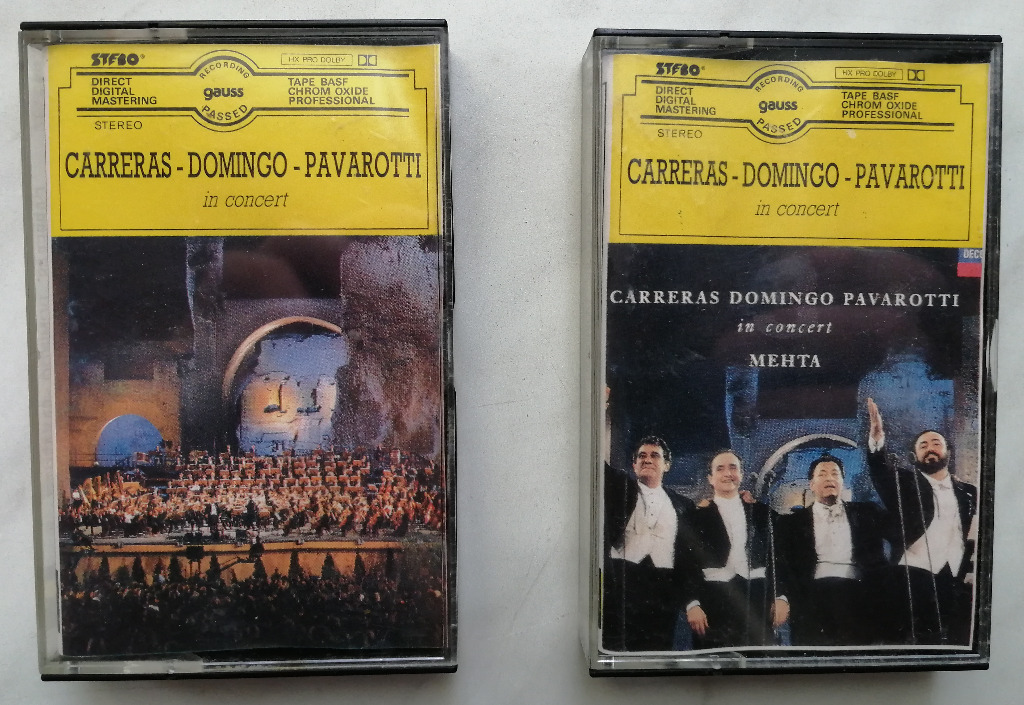 STEBO®
HX PRO DOLBY
DIRECT
DIGITAL
MASTERING
RECORDING
gauss
PASSED
TAPE BASF
CHROM OXIDE
PROFESSIONAL
STEREO
CARRERAS - DOMINGO - PAVAROTTI
in concert
STEBO®
HX PRO DOLBY
DIRECT
DIGITAL
MASTERING
RECORDING
gauss
PASSED
TAPE BASF
CHROM OXIDE
PROFESSIONAL
STEREO
CARRERAS - DOMINGO - PAVAROTTI
in concert
DECC
CARRERAS DOMINGO PAVAROTTI
in concert
MEHTA